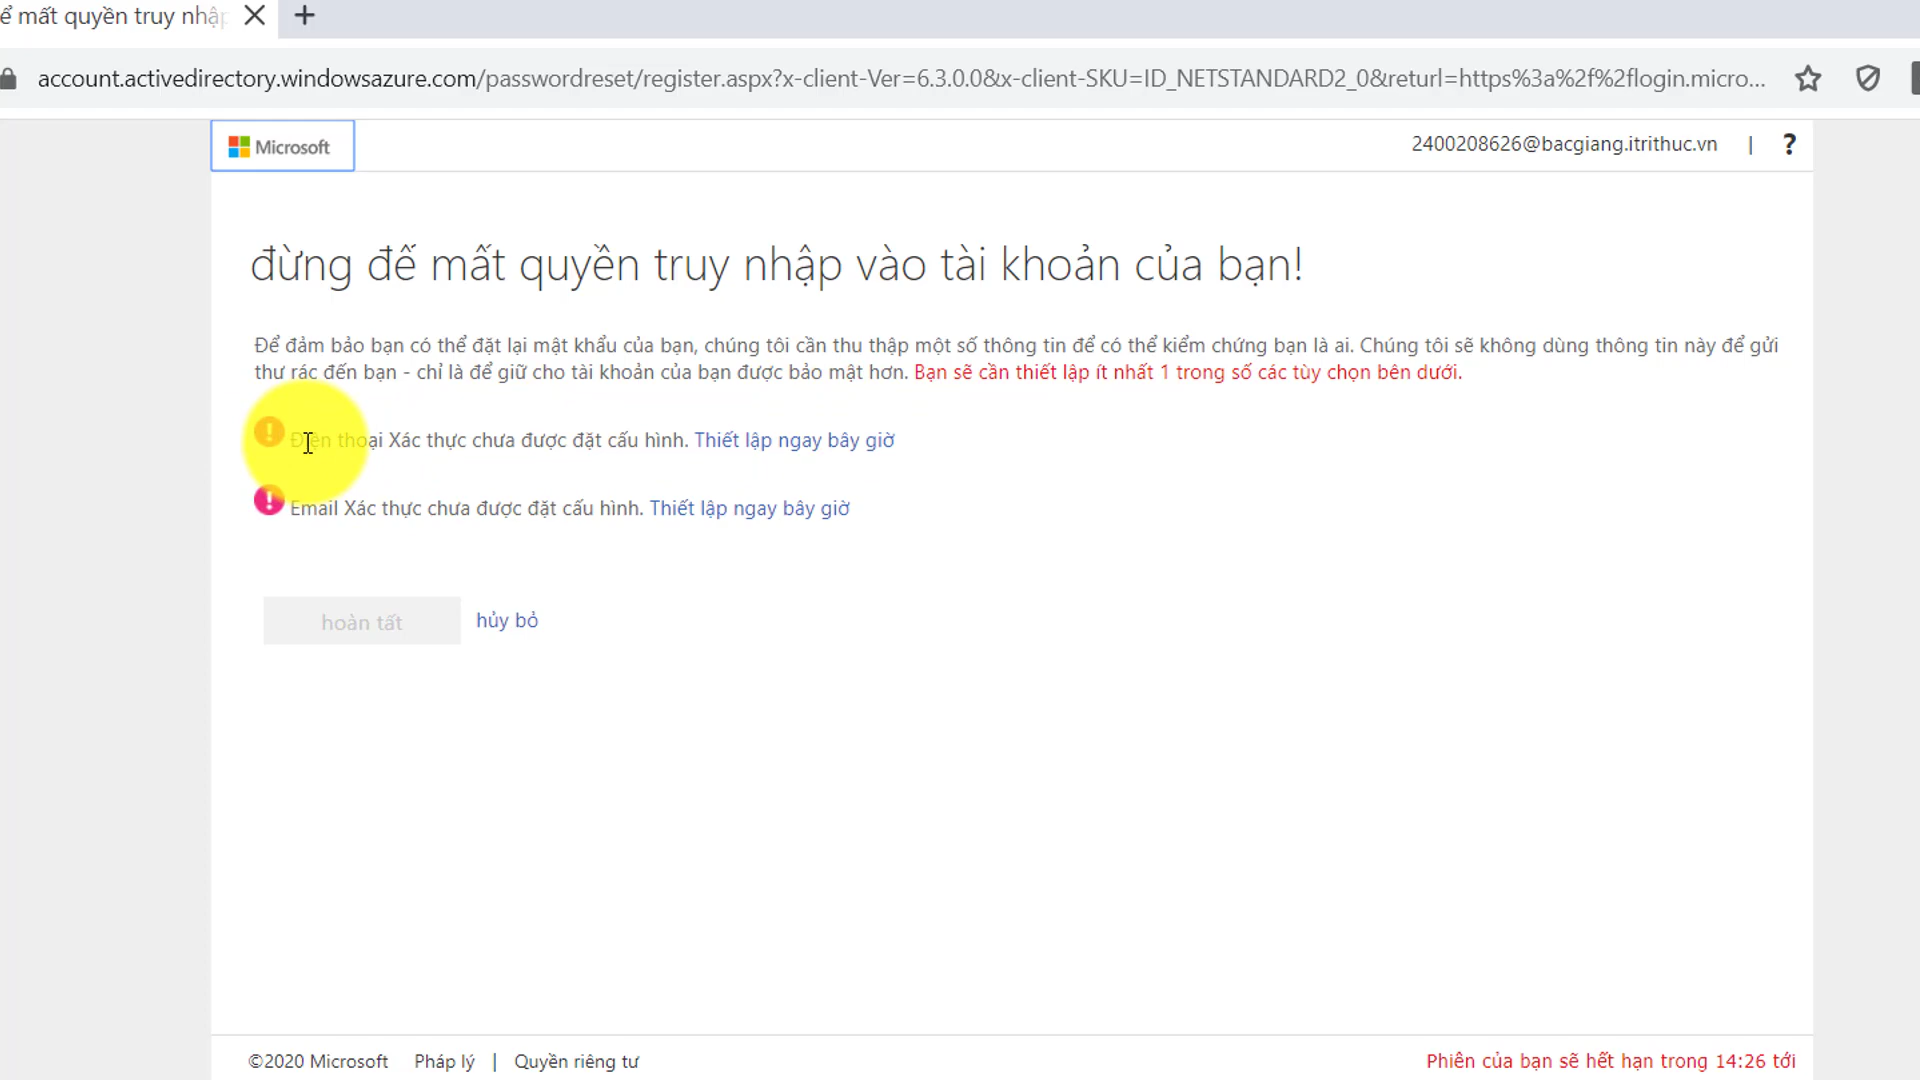 ể mất quyền truy nhập
account.activedirectory.windowsazure.com/passwordreset/register.aspx?x-client-Ver=6.3.0.0&x-client-SKU=ID_NETSTANDARD2_0&returl=https%3a%2f%2flogin.micro...
Microsoft
2400208626@bacgiang.itrithuc.vn | ?
đừng để mất quyền truy nhập vào tài khoản của bạn!
Để đảm bảo bạn có thể đặt lại mật khẩu của bạn, chúng tôi cần thu thập một số thông tin để có thể kiểm chứng bạn là ai. Chúng tôi sẽ không dùng thông tin này để gửi
thư rác đến bạn - chỉ là để giữ cho tài khoản của bạn được bảo mật hơn. Bạn sẽ cần thiết lập ít nhất 1 trong số các tùy chọn bên dưới.
Điện thoại Xác thực chưa được đặt cấu hình. Thiết lập ngay bây giờ
Email Xác thực chưa được đặt cấu hình. Thiết lập ngay bây giờ
hoàn tất hủy bỏ
©2020 Microsoft Pháp lý | Quyền riêng tư
Phiên của bạn sẽ hết hạn trong 14:26 tới